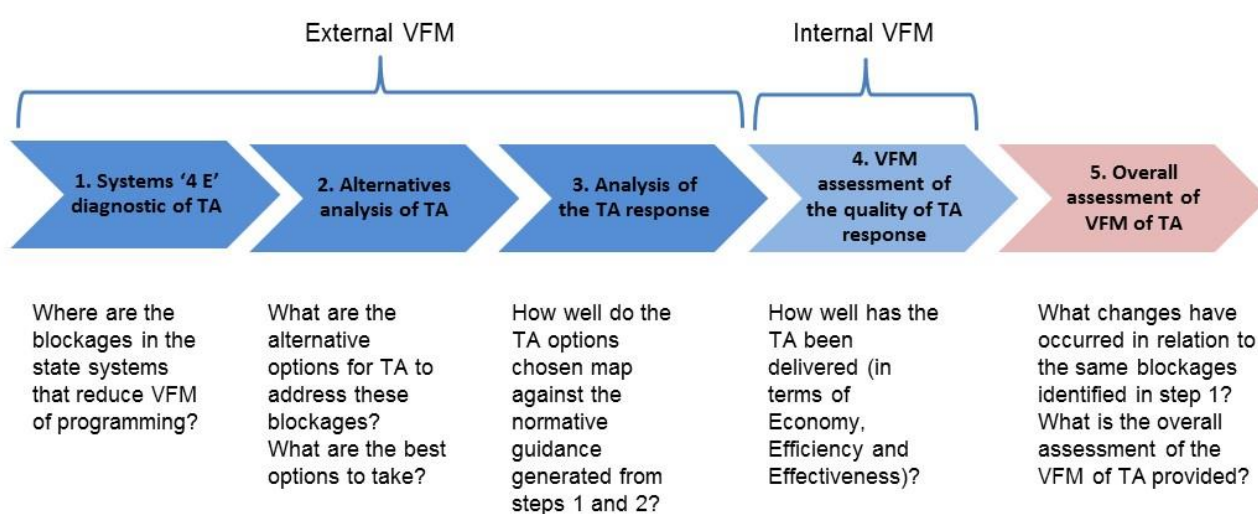 External VFM
Internal VFM
1. Systems ‘4 E’
diagnostic of TA
2. Alternatives
analysis of TA
3. Analysis of
the TA response
4. VFM
assessment of
the quality of TA
response
5. Overall
assessment of
VFM of TA
Where are the
blockages in the
state systems
that reduce VFM
of programming?
What are the
alternative
options for TA to
address these
blockages?
What are the best
options to take?
How well do the
TA options
chosen map
against the
normative
guidance
generated from
steps 1 and 2?
How well has the
TA been
delivered (in
terms of
Economy,
Efficiency and
Effectiveness)?
What changes have
occurred in relation to
the same blockages
identified in step 1?
What is the overall
assessment of the
VFM of TA provided?